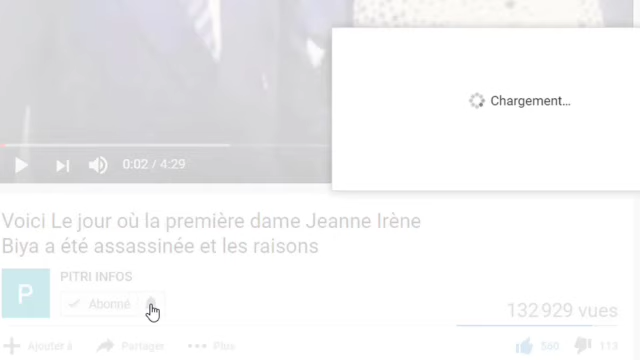 Chargement...
0:02 / 4:29
Voici Le jour où la première dame Jeanne Irène
Biya a été assassinée et les raisons
P
PITRI INFOS
Abonné
132 929 vues
Ajouter à
Partager
Plus
560
113